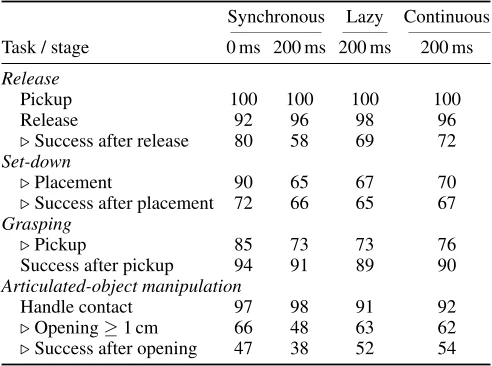 Synchronous Lazy Continuous
Task / stage 0 ms 200 ms 200 ms 200 ms
Release
Pickup 100 100 100 100
Release 92 96 98 96
▷ Success after release 80 58 69 72
Set-down
▷ Placement 90 65 67 70
▷ Success after placement 72 66 65 67
Grasping
▷ Pickup 85 73 73 76
Success after pickup 94 91 89 90
Articulated-object manipulation
Handle contact 97 98 91 92
▷ Opening ≥ 1 cm 66 48 63 62
▷ Success after opening 47 38 52 54